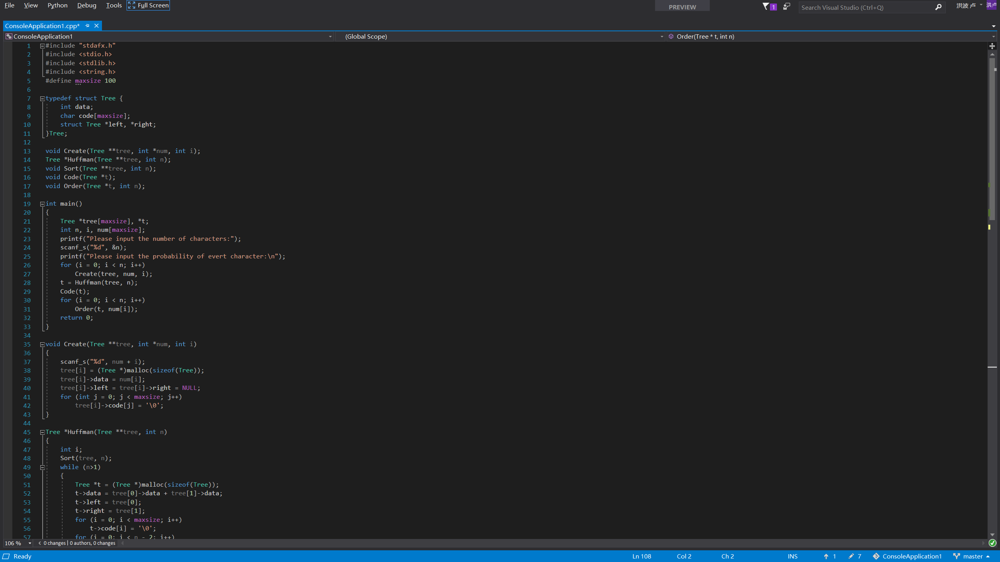 File View Python Debug Tools Full Screen PREVIEW 1 Search Visual Studio (Ctrl+Q) 洪波 卢 洪卢
ConsoleApplication1.cpp*
ConsoleApplication1 (Global Scope) Order(Tree * t, int n)
1 #include "stdafx.h"
2 #include <stdio.h>
3 #include <stdlib.h>
4 #include <string.h>
5 #define maxsize 100
6
7 typedef struct Tree {
8 int data;
9 char code[maxsize];
10 struct Tree *left, *right;
11 }Tree;
12
13 void Create(Tree **tree, int *num, int i);
14 Tree *Huffman(Tree **tree, int n);
15 void Sort(Tree **tree, int n);
16 void Code(Tree *t);
17 void Order(Tree *t, int n);
18
19 int main()
20 {
21 Tree *tree[maxsize], *t;
22 int n, i, num[maxsize];
23 printf("Please input the number of characters:");
24 scanf_s("%d", &n);
25 printf("Please input the probability of evert character:\n");
26 for (i = 0; i < n; i++)
27 Create(tree, num, i);
28 t = Huffman(tree, n);
29 Code(t);
30 for (i = 0; i < n; i++)
31 Order(t, num[i]);
32 return 0;
33 }
34
35 void Create(Tree **tree, int *num, int i)
36 {
37 scanf_s("%d", num + i);
38 tree[i] = (Tree *)malloc(sizeof(Tree));
39 tree[i]->data = num[i];
40 tree[i]->left = tree[i]->right = NULL;
41 for (int j = 0; j < maxsize; j++)
42 tree[i]->code[j] = '\0';
43 }
44
45 Tree *Huffman(Tree **tree, int n)
46 {
47 int i;
48 Sort(tree, n);
49 while (n>1)
50 {
51 Tree *t = (Tree *)malloc(sizeof(Tree));
52 t->data = tree[0]->data + tree[1]->data;
53 t->left = tree[0];
54 t->right = tree[1];
55 for (i = 0; i < maxsize; i++)
56 t->code[i] = '\0';
57 for (i = 0; i < n - 2; i++)
106 % 0 changes | 0 authors, 0 changes
Ready Ln 108 Col 2 Ch 2 INS 1 7 ConsoleApplication1 master